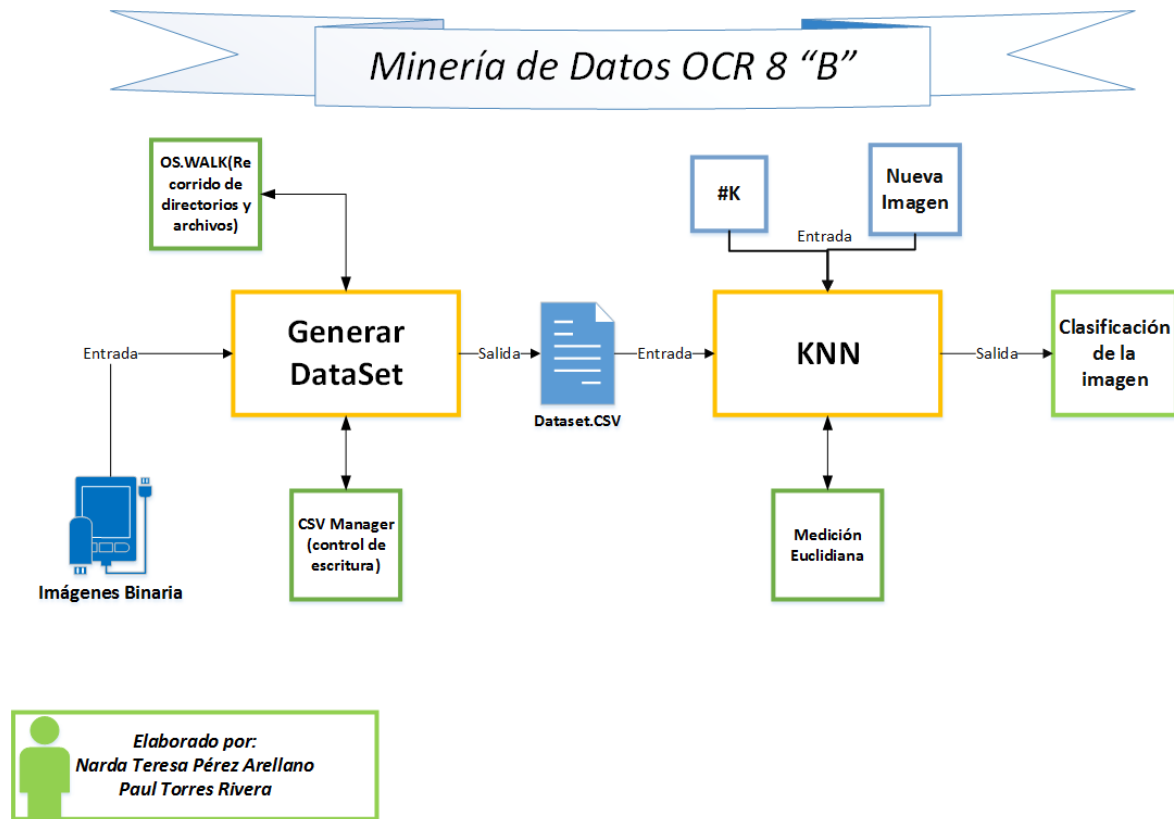 Minería de Datos OCR 8 “B”
OS.WALK(Re
corrido de
directorios y
archivos)
#K
Nueva
Imagen
Entrada
Entrada
Generar
DataSet
Salida
Dataset.CSV
Entrada
KNN
Salida
Clasificación
de la
imagen
Imágenes Binaria
CSV Manager
(control de
escritura)
Medición
Euclidiana
Elaborado por:
Narda Teresa Pérez Arellano
Paul Torres Rivera